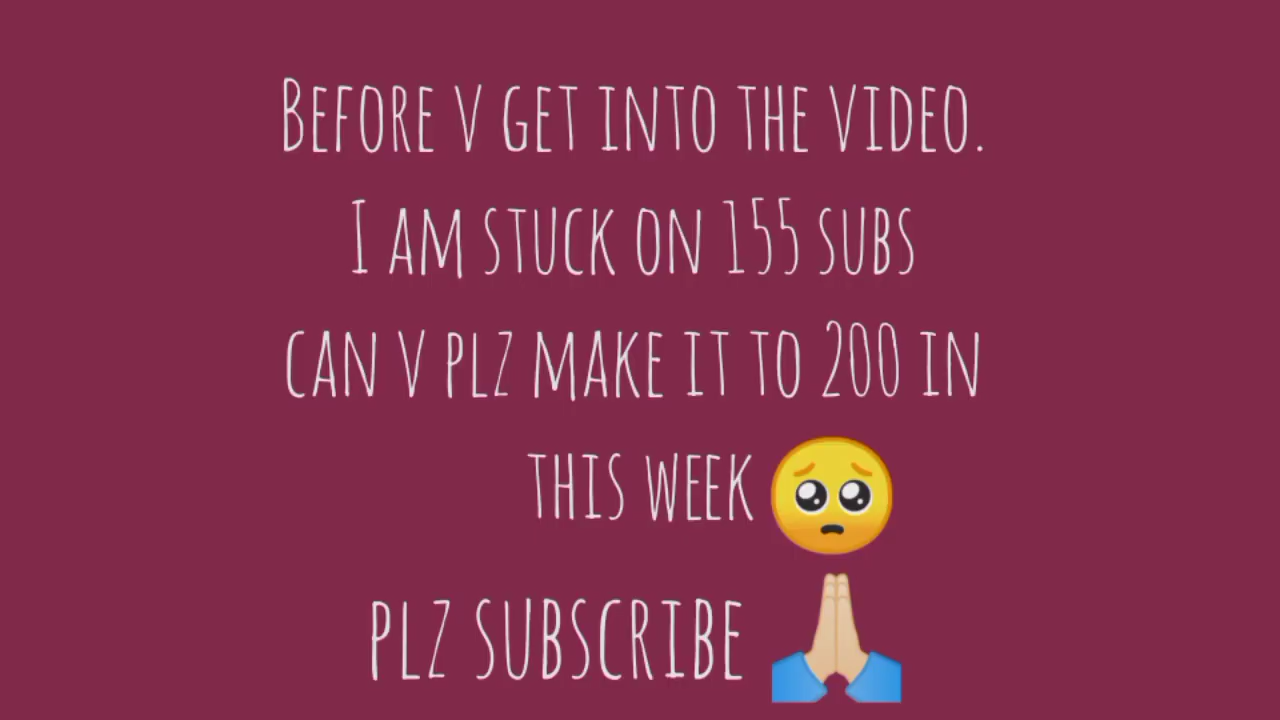 Before v get into the video.
I am stuck on 155 subs
can v plz make it to 200 in
this week 🥺
plz subscribe 🙏🏼